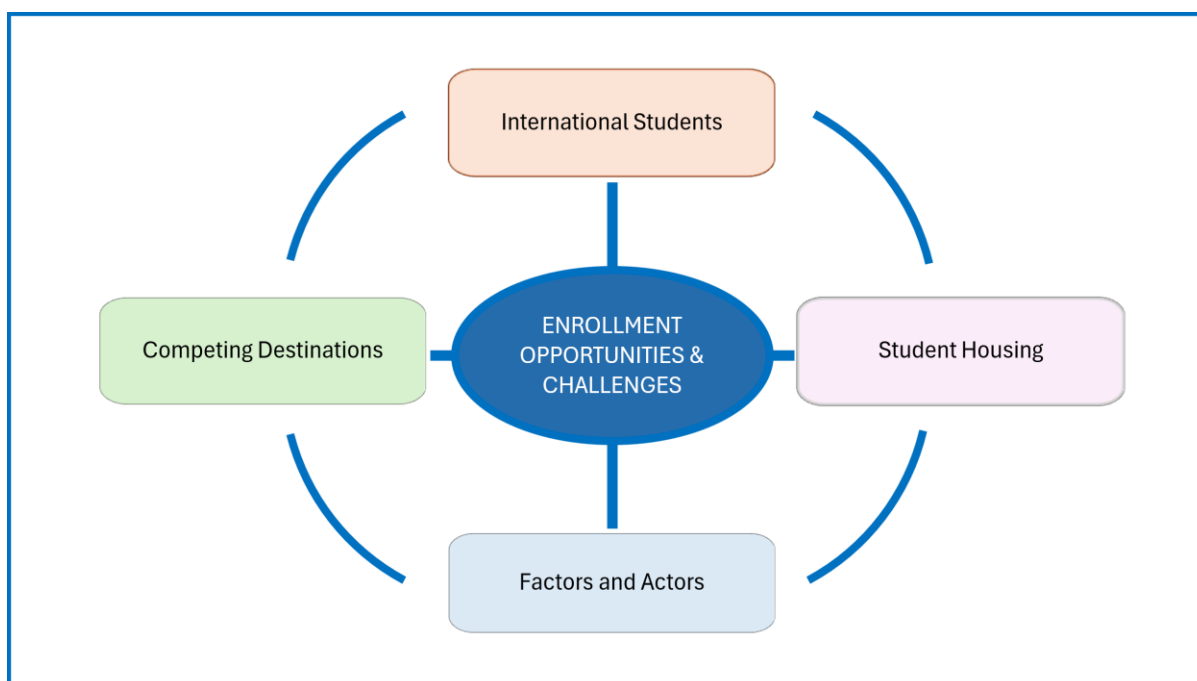 International Students
Competing Destinations
ENROLLMENT
OPPORTUNITIES &
CHALLENGES
Student Housing
Factors and Actors